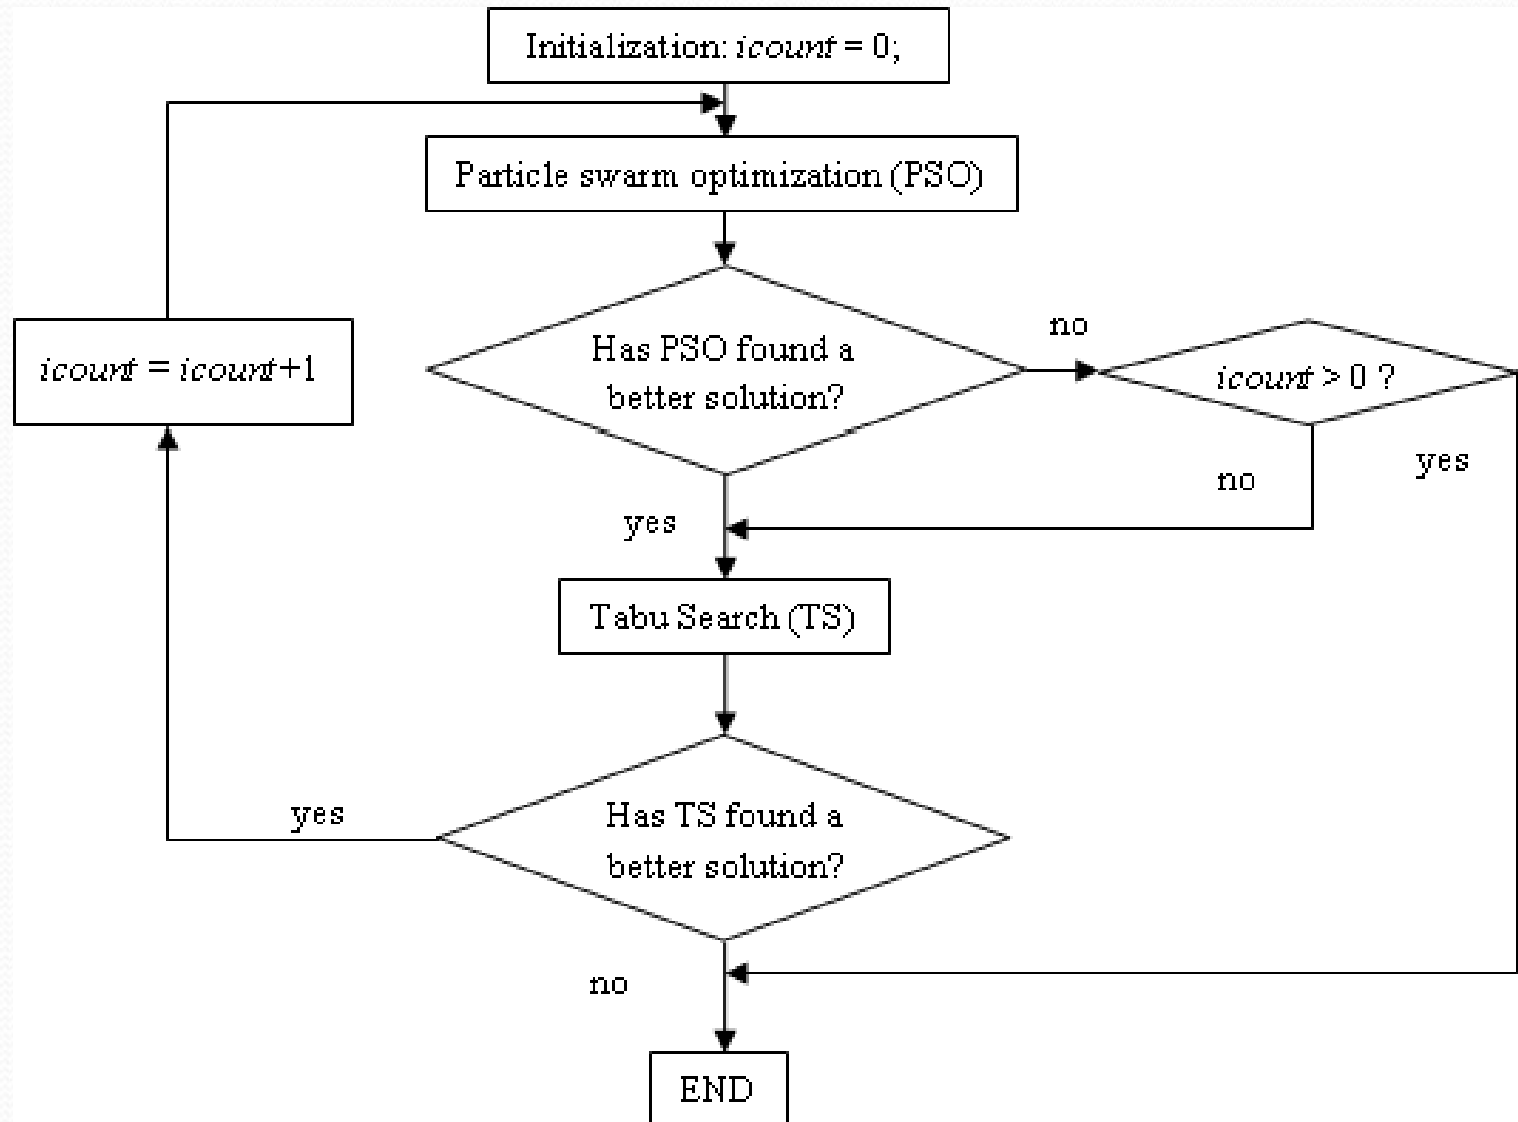 Initialization: icount = 0;
Particle swarm optimization (PSO)
Has PSO found a
better solution?
no
icount > 0 ?
icount = icount+1
yes
no
yes
Tabu Search (TS)
Has TS found a
better solution?
yes
no
END